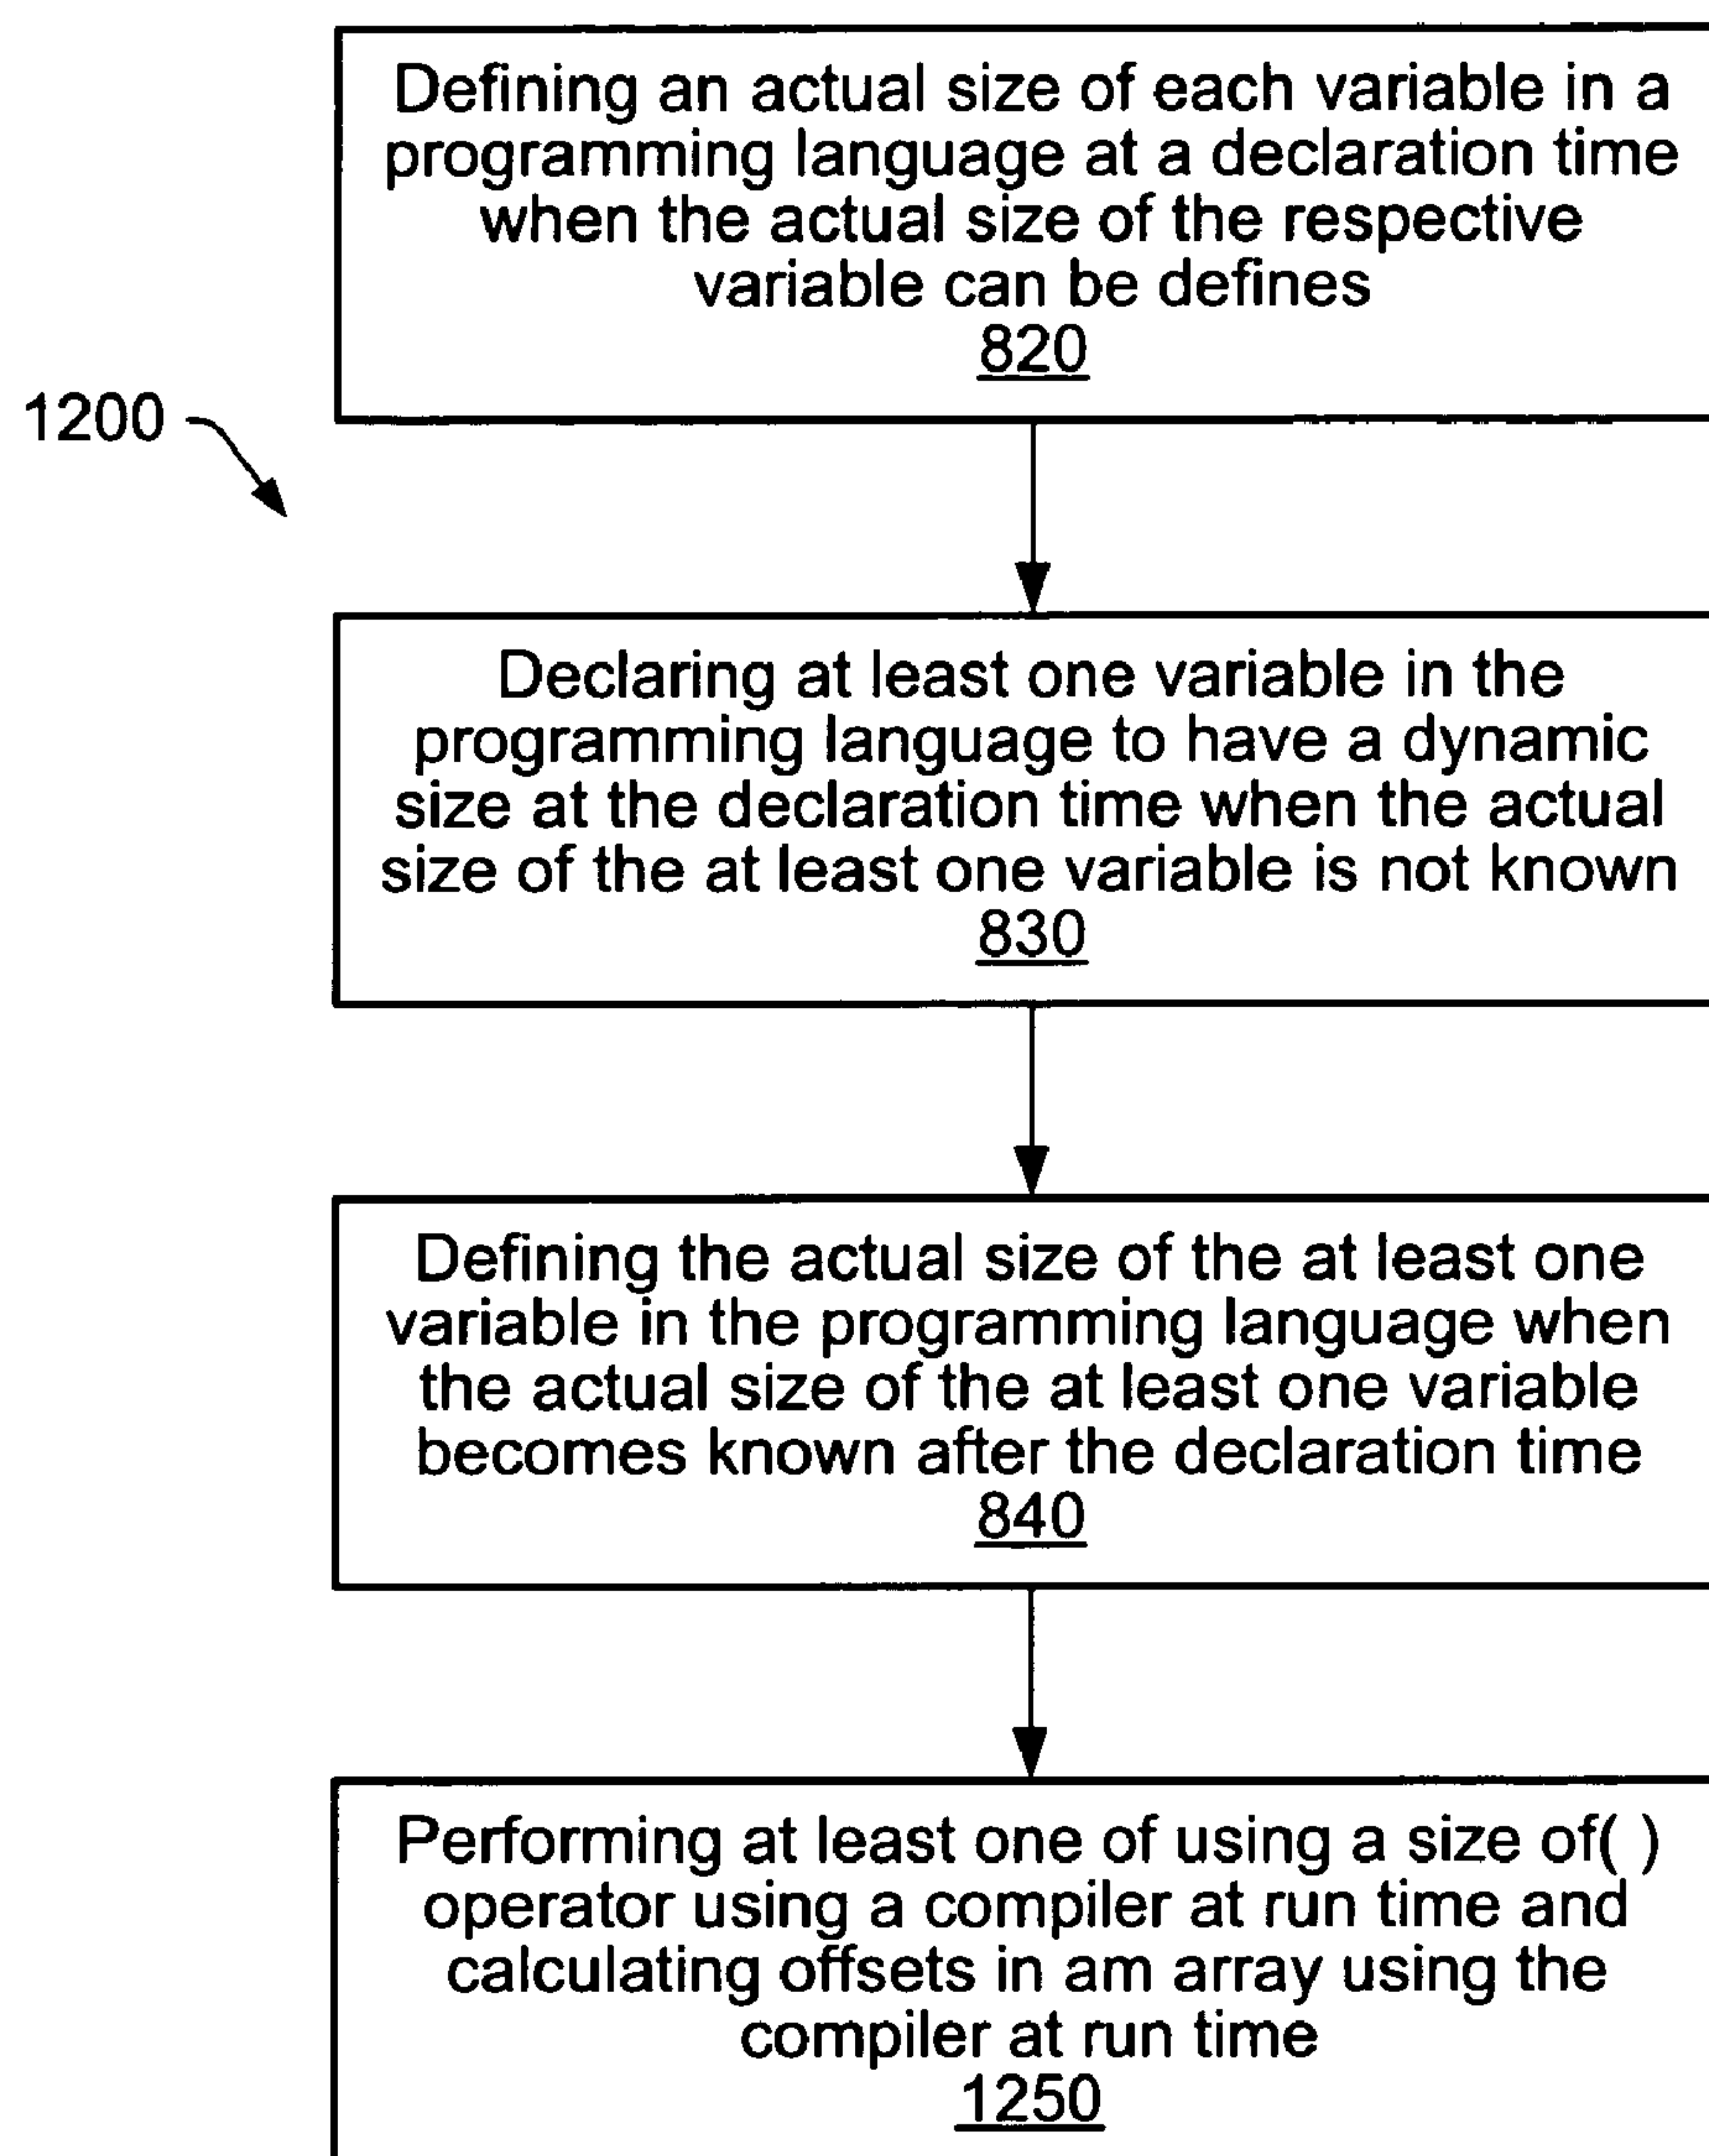 Defining an actual size of each variable in a
programming language at a declaration time
when the actual size of the respective
variable can be defines
820
1200
Declaring at least one variable in the
programming language to have a dynamic
size at the declaration time when the actual
size of the at least one variable is not known
830
Defining the actual size of the at least one
variable in the programming language when
the actual size of the at least one variable
becomes known after the declaration time
840
Performing at least one of using a size of( )
operator using a compiler at run time and
calculating offsets in am array using the
compiler at run time
1250